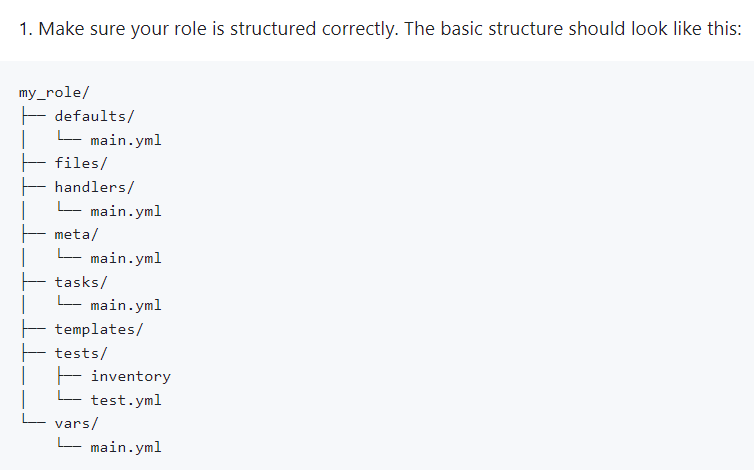 1. Make sure your role is structured correctly. The basic structure should look like this:
my_role/
├── defaults/
│   └── main.yml
├── files/
├── handlers/
│   └── main.yml
├── meta/
│   └── main.yml
├── tasks/
│   └── main.yml
├── templates/
├── tests/
│   ├── inventory
│   └── test.yml
└── vars/
    └── main.yml